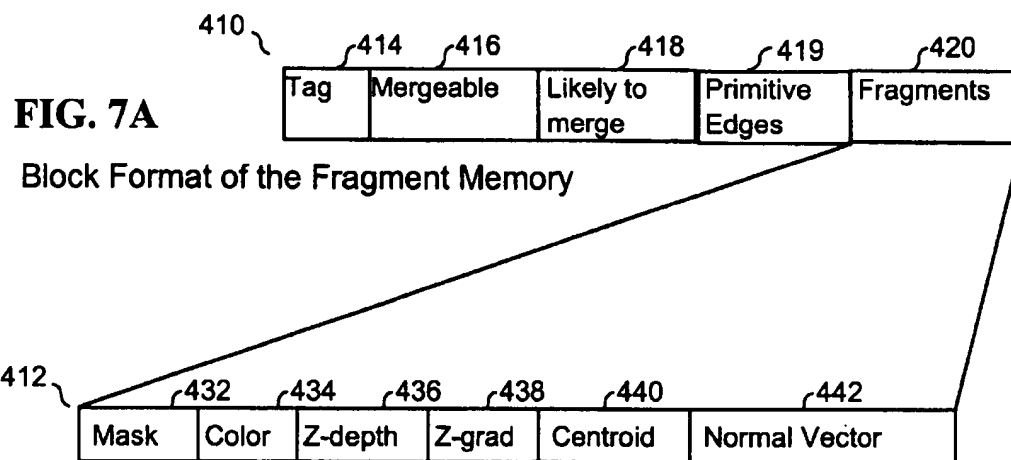 410
414 416 418 419 420
Tag Mergeable Likely to merge Primitive Edges Fragments
FIG. 7A
Block Format of the Fragment Memory
412
432 434 436 438 440 442
Mask Color Z-depth Z-grad Centroid Normal Vector